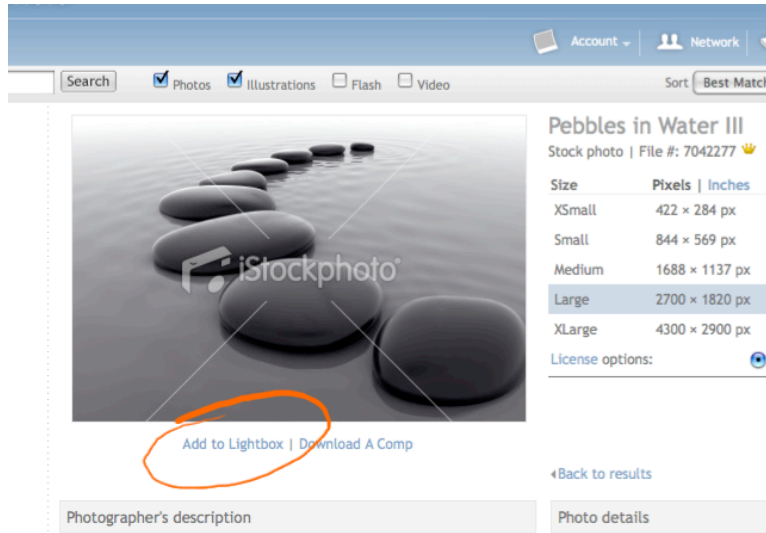 Account
Network
Search
Photos
Illustrations
Flash
Video
Sort
Best Match
Pebbles in Water III
Stock photo | File #: 7042277
Size Pixels | Inches
XSmall 422 × 284 px
Small 844 × 569 px
Medium 1688 × 1137 px
Large 2700 × 1820 px
XLarge 4300 × 2900 px
License options:
iStockphoto
Add to Lightbox | Download A Comp
Back to results
Photographer's description
Photo details